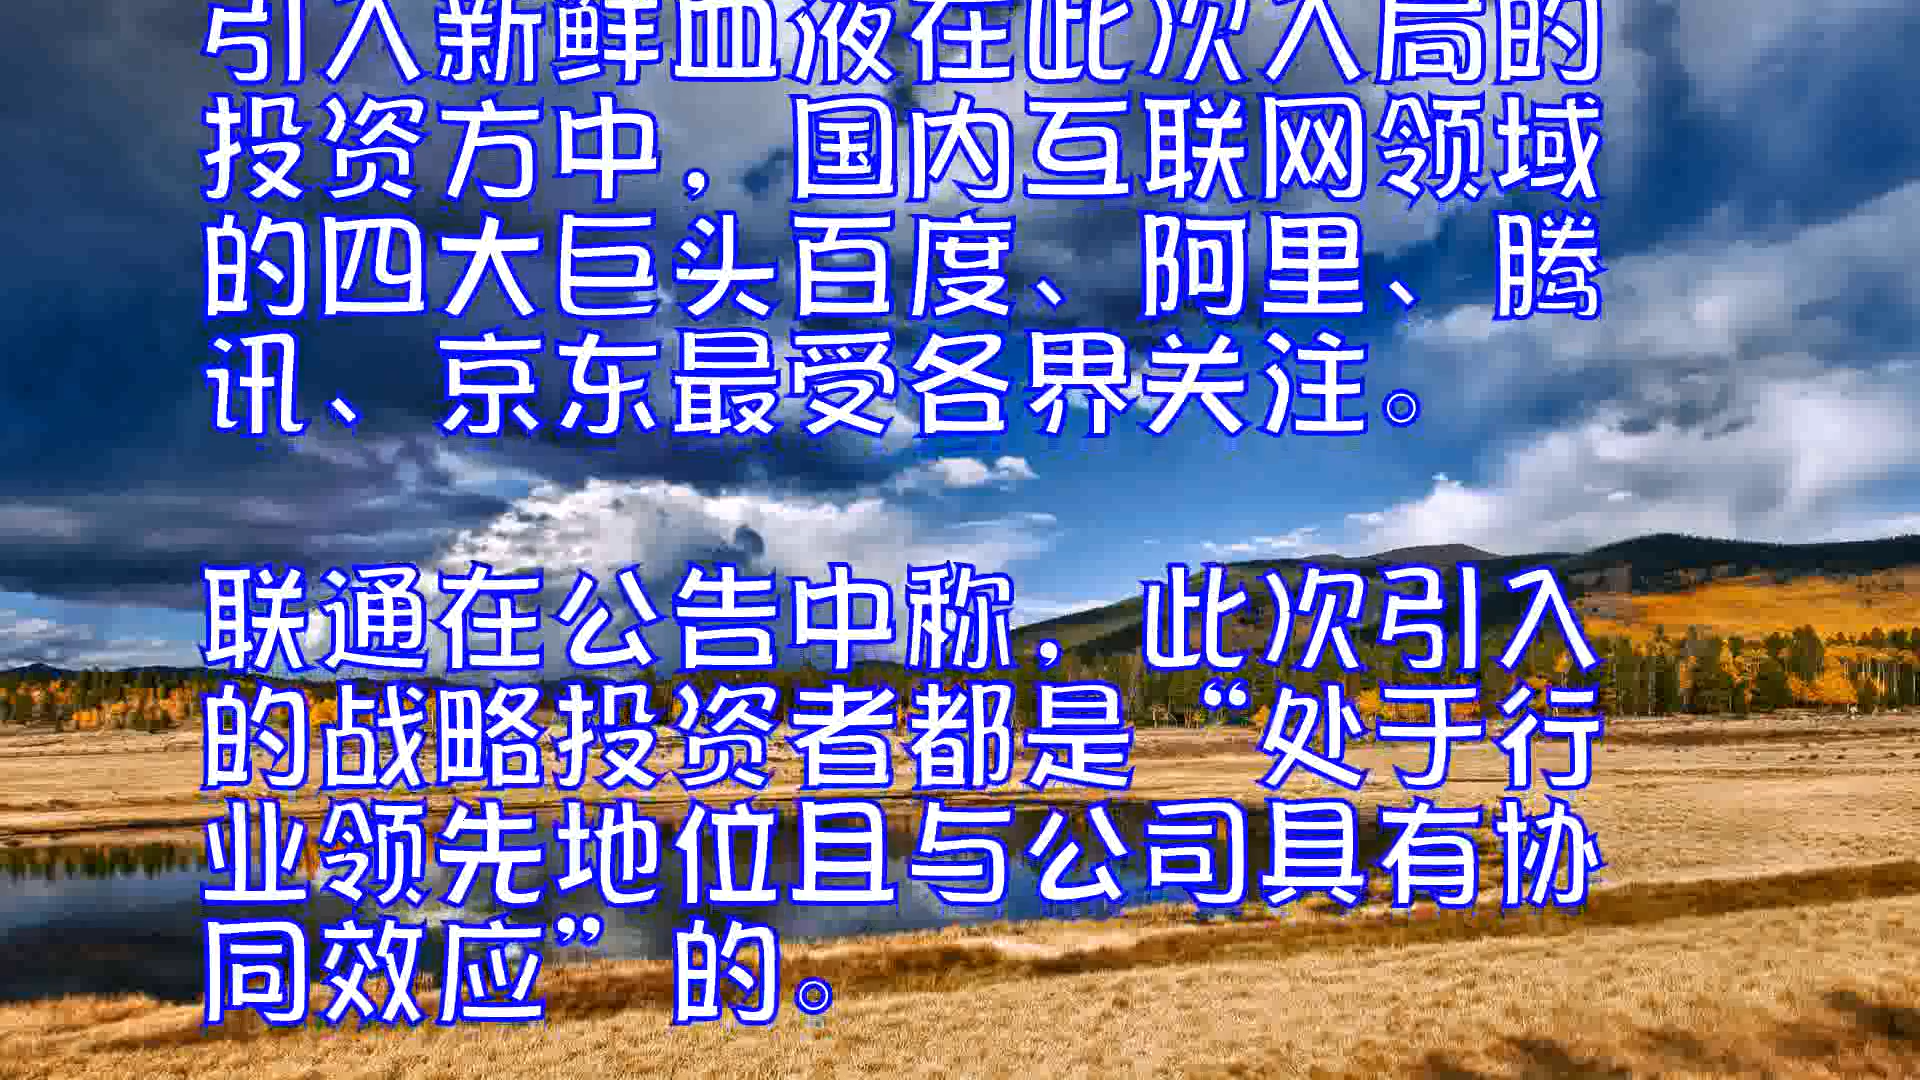 引入新鲜血液在此次入局的
投资方中，国内互联网领域
的四大巨头百度、阿里、腾
讯、京东最受各界关注。
联通在公告中称，此次引入
的战略投资者都是“处于行
业领先地位且与公司具有协
同效应”的。